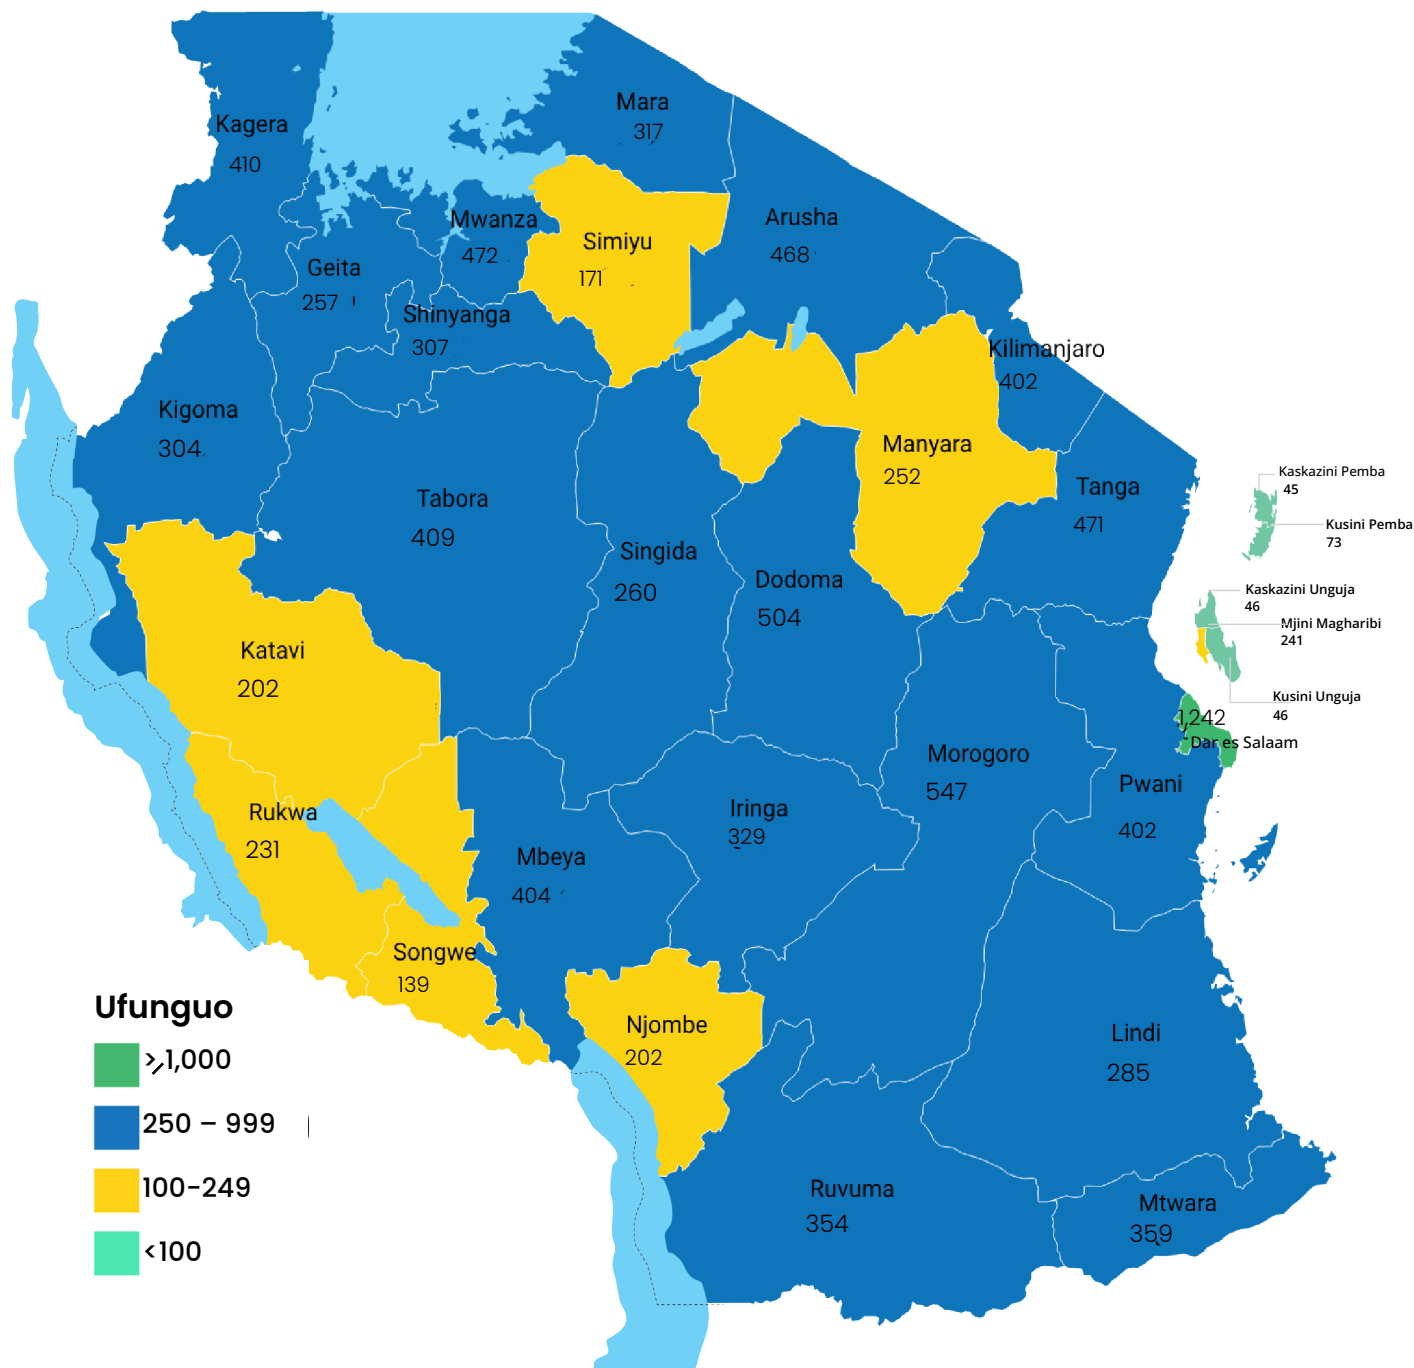 Mara
317
Kagera
410
Mwanza
472
Simiyu
171
Arusha
468
Geita
257
Shinyanga
307
Kilimanjaro
402
Kigoma
304
Manyara
252
Tabora
409
Tanga
471
Kaskazini Pemba
45
Kusini Pemba
73
Singida
260
Dodoma
504
Kaskazini Unguja
46
Mjini Magharibi
241
Katavi
202
Kusini Unguja
46
1,242
Dar es Salaam
Morogoro
547
Pwani
402
Rukwa
231
Iringa
329
Mbeya
404
Songwe
139
Njombe
202
Lindi
285
Ruvuma
354
Mtwara
359
Ufunguo
>1,000
250 – 999
100-249
<100